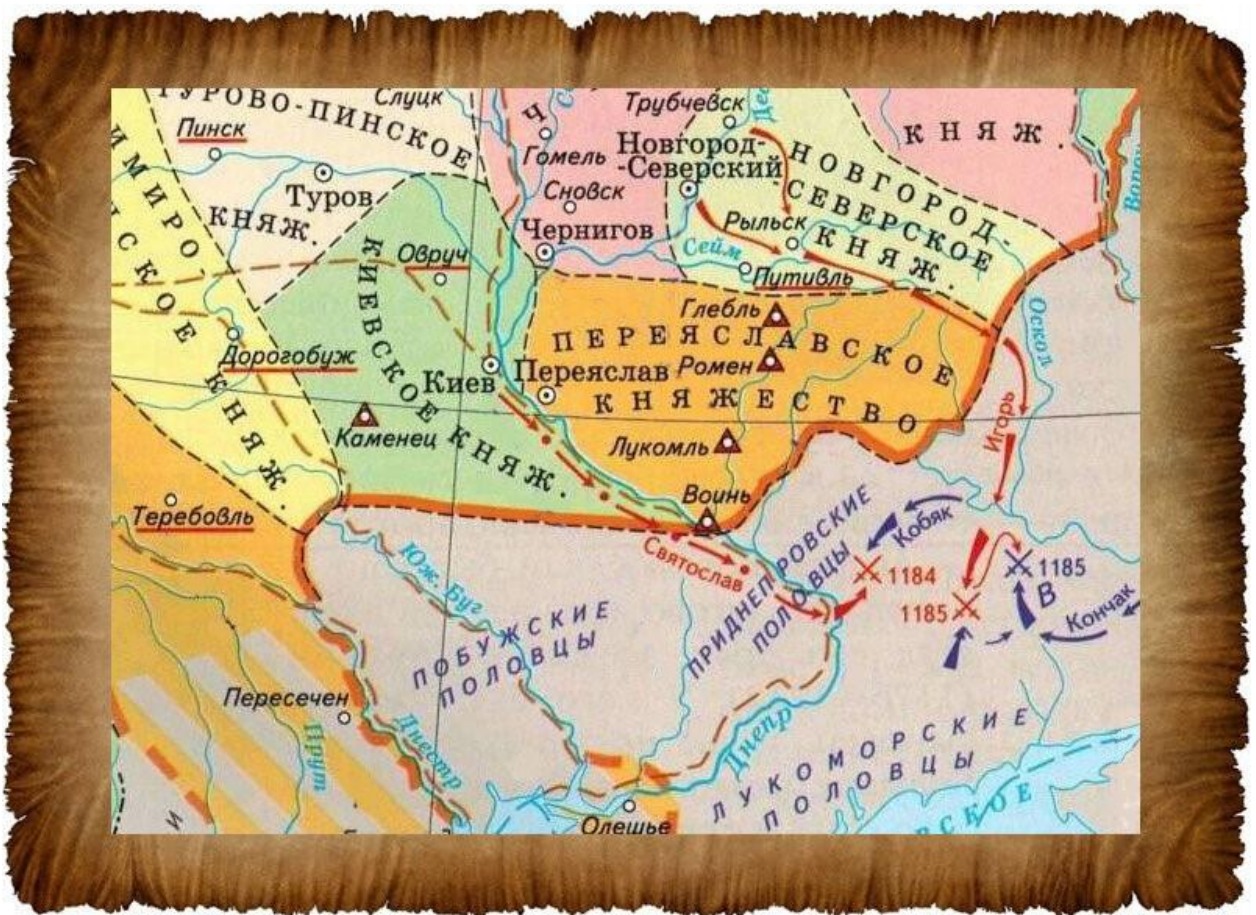 ТУРОВО-ПИНСКОЕ
КНЯЖ.
Слуцк
Пинск
Туров
Ч
Гомель
Сновск
Чернигов
Трубчевск
Новгород-
-Северский
НОВГОРОД-
-СЕВЕРСКОЕ
КНЯЖ.
КНЯЖ.
Рыльск
Сейм
Путивль
Овруч
КИЕВСКОЕ КНЯЖ.
Дорогобуж
КНЯЖ.
Киев
Каменец
Глебль
ПЕРЕЯСЛАВСКОЕ
КНЯЖЕСТВО
Ромен
Переяслав
Лукомль
Воинь
Оскол
Игорь
Теребовль
Святослав
Кобяк
1184
1185
1185
В
Кончак
Юж. Буг
ПОБУЖСКИЕ
ПОЛОВЦЫ
ПРИДНЕПРОВСКИЕ
ПОЛОВЦЫ
Пересечен
Прут
Днестр
Днепр
ЛУКОМОРСКИЕ
ПОЛОВЦЫ
Олешье